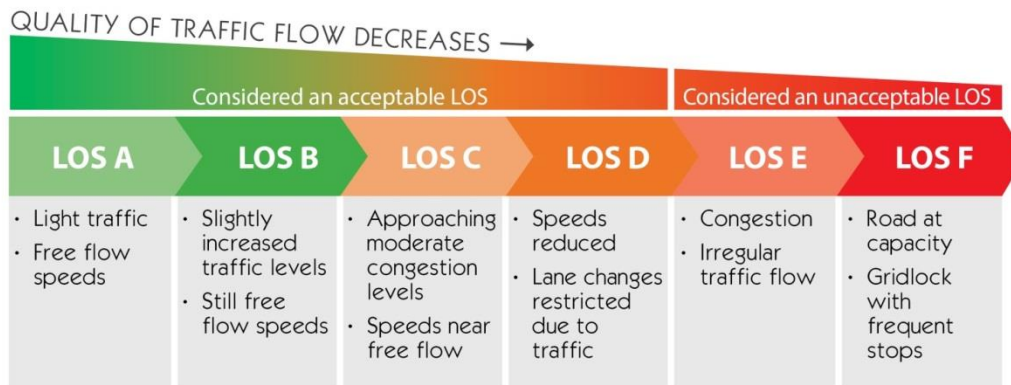 QUALITY OF TRAFFIC FLOW DECREASES →
Considered an acceptable LOS
Considered an unacceptable LOS
LOS A
LOS B
LOS C
LOS D
LOS E
LOS F
• Light traffic
• Free flow
speeds
• Slightly
increased
traffic levels
• Still free
flow speeds
• Approaching
moderate
congestion
levels
• Speeds near
free flow
• Speeds
reduced
• Lane changes
restricted
due to
traffic
• Congestion
• Irregular
traffic flow
• Road at
capacity
• Gridlock
with
frequent
stops